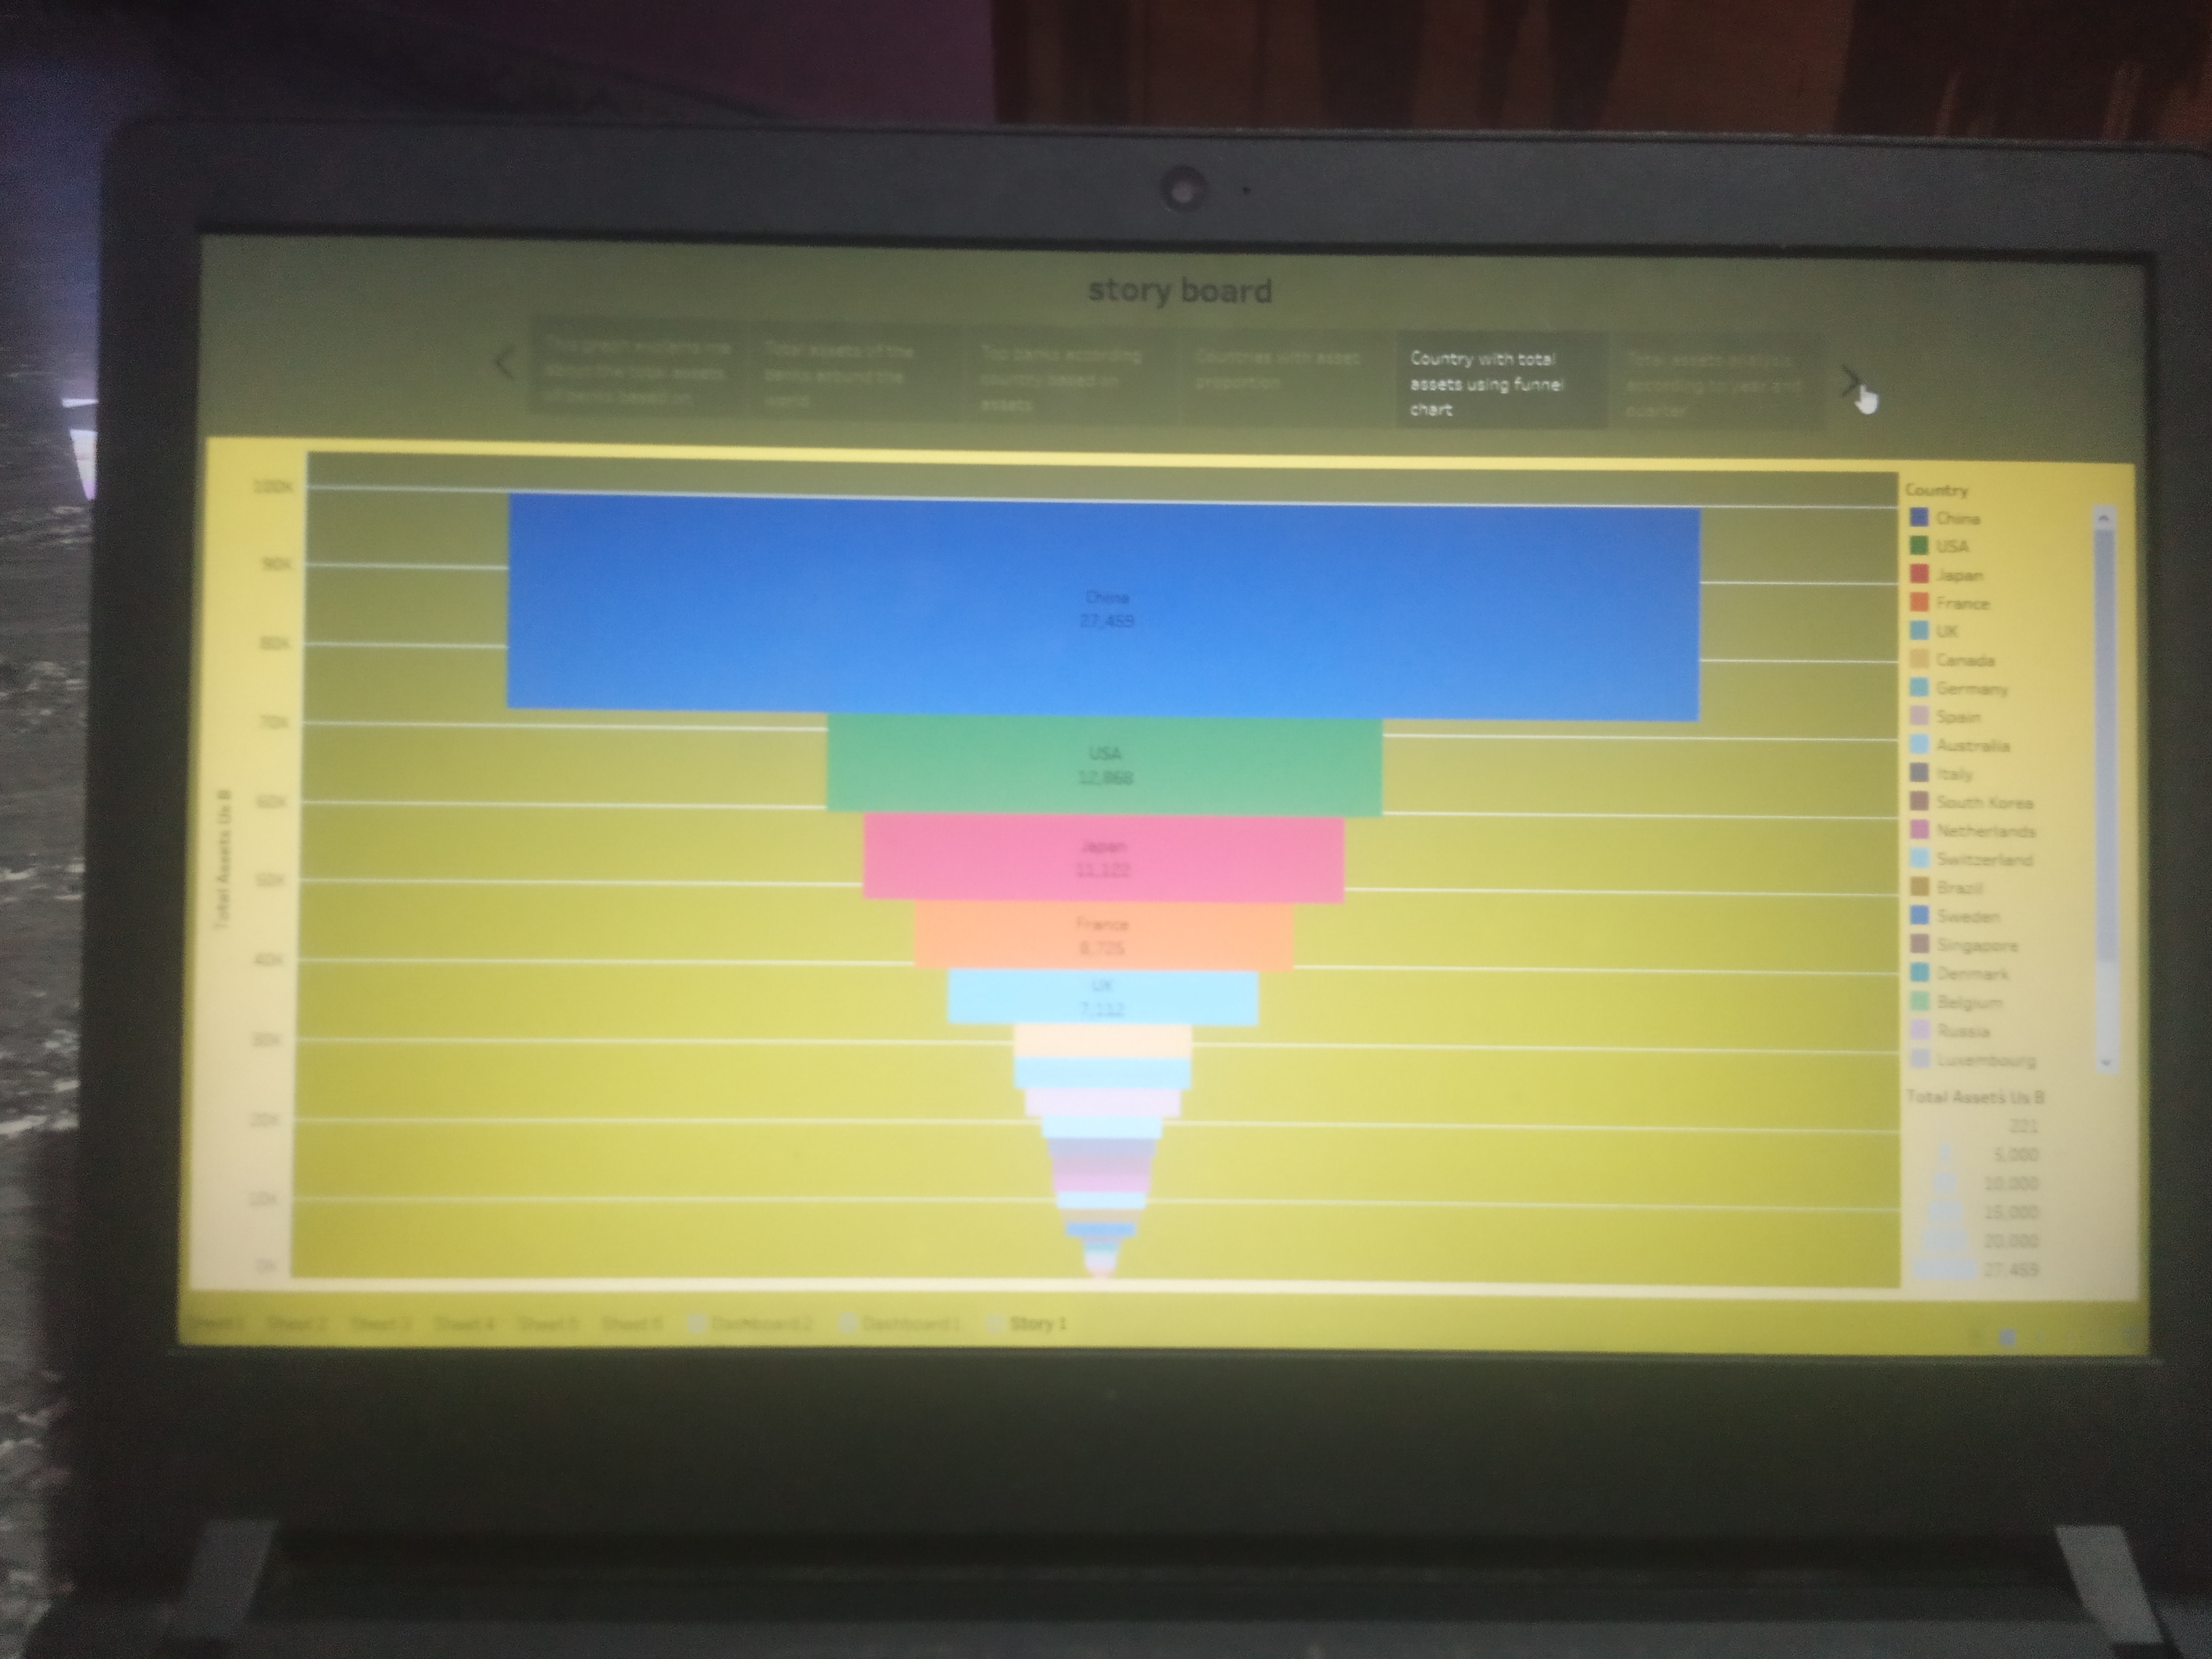 story board
This graph explains me
about the total assets
of banks based on
Total assets of the
banks around the
world
Top banks according
country based on
assets
Countries with asset
proportion
Country with total
assets using funnel
chart
Total assets analysis
according to year and
quarter
Total Assets Us B
100K
90K
80K
70K
60K
50K
40K
30K
20K
10K
0K
China
27,459
USA
12,868
Japan
11,122
France
UK
7,112
Country
China
USA
Japan
France
UK
Canada
Germany
Spain
Australia
Italy
South Korea
Netherlands
Switzerland
Brazil
Sweden
Singapore
Denmark
Belgium
Russia
Luxembourg
Total Assets Us B
221
5,000
10,000
15,000
20,000
27,459
Sheet 1 Sheet 2 Sheet 3 Sheet 4 Sheet 5 Sheet 6 Dashboard 2 Dashboard 1 Story 1